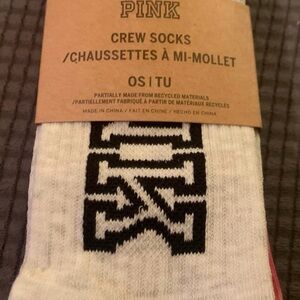 PINK
CREW SOCKS
/CHAUSSETTES À MI-MOLLET
OS | TU
PARTIALLY MADE FROM RECYCLED MATERIALS
/PARTIELLEMENT FABRIQUÉ À PARTIR DE MATÉRIAUX RECYCLÉS
MADE IN CHINA / FAIT EN CHINE / HECHO EN CHINA
PINK